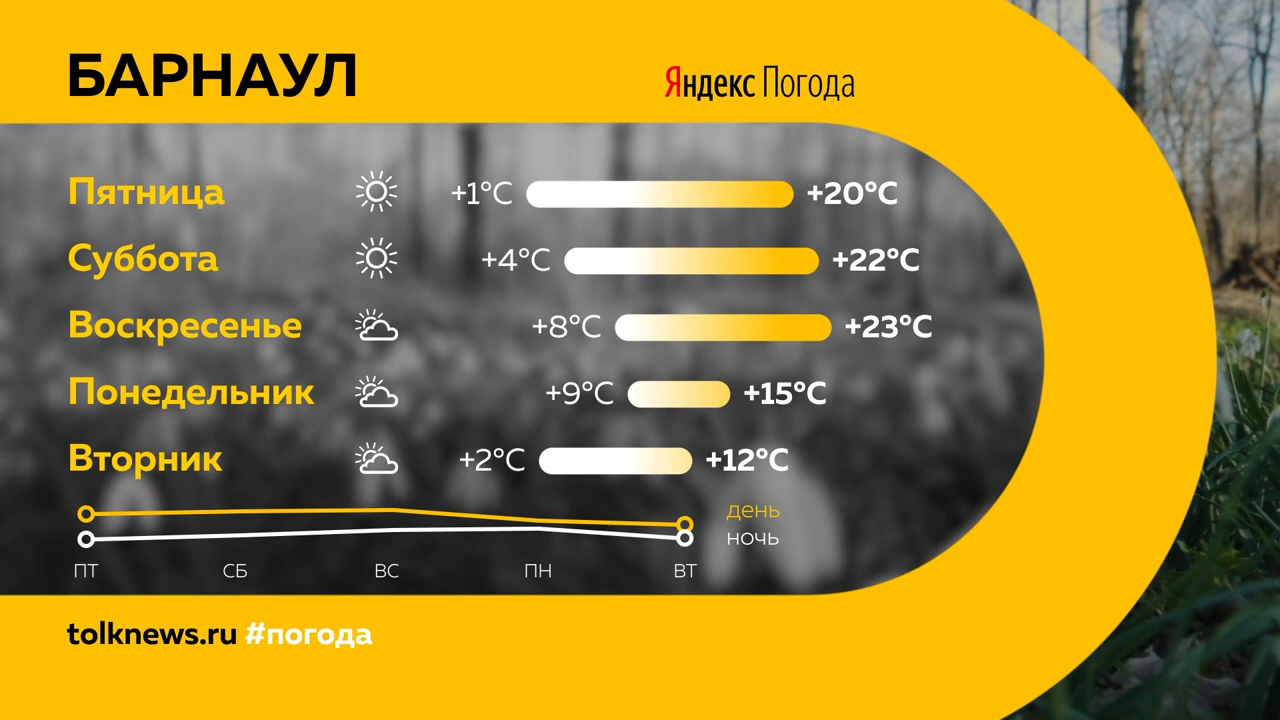 БАРНАУЛ
Яндекс Погода
Пятница +1°C +20°C
Суббота +4°C +22°C
Воскресенье +8°C +23°C
Понедельник +9°C +15°C
Вторник +2°C +12°C
день
ночь
ПТ СБ ВС ПН ВТ
tolknews.ru #погода